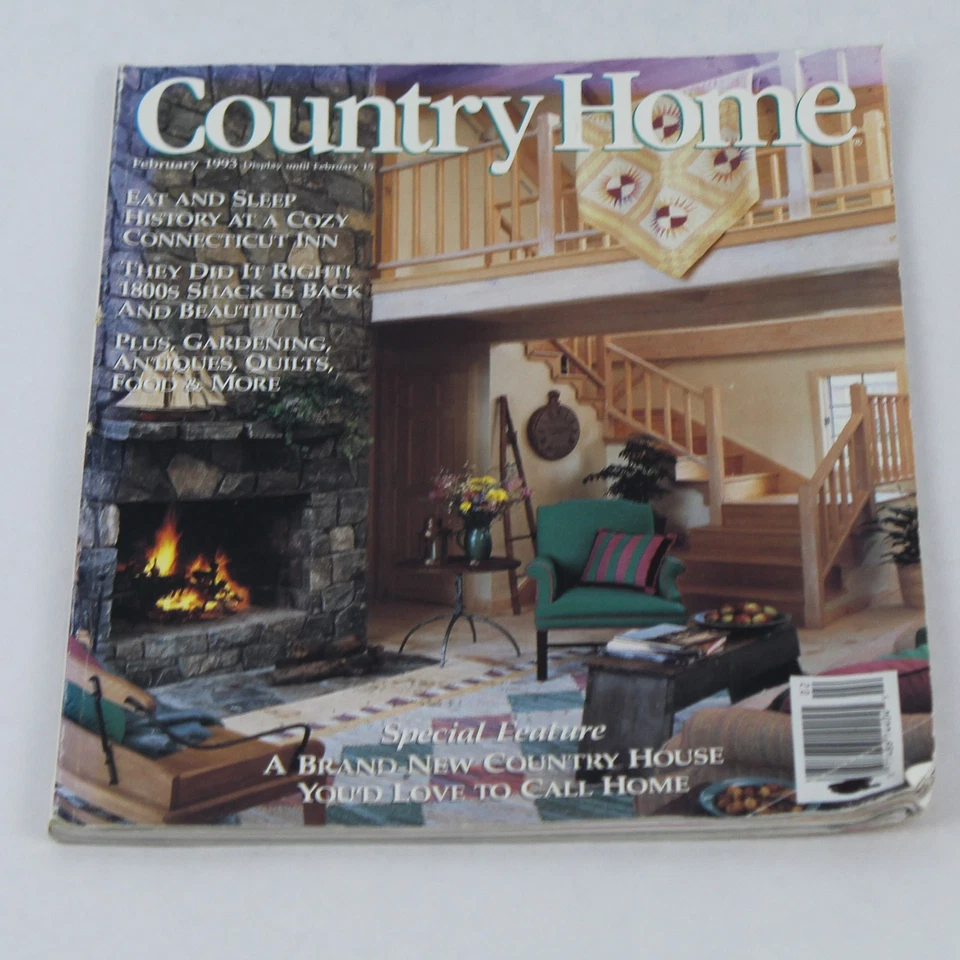 Country Home
February 1993 Display until February 15
EAT AND SLEEP
HISTORY AT A COZY
CONNECTICUT INN
THEY DID IT RIGHT!
1800S SHACK IS BACK
AND BEAUTIFUL
PLUS, GARDENING,
ANTIQUES, QUILTS,
FOOD & MORE
Special Feature
A BRAND-NEW COUNTRY HOUSE
YOU'D LOVE TO CALL HOME
02